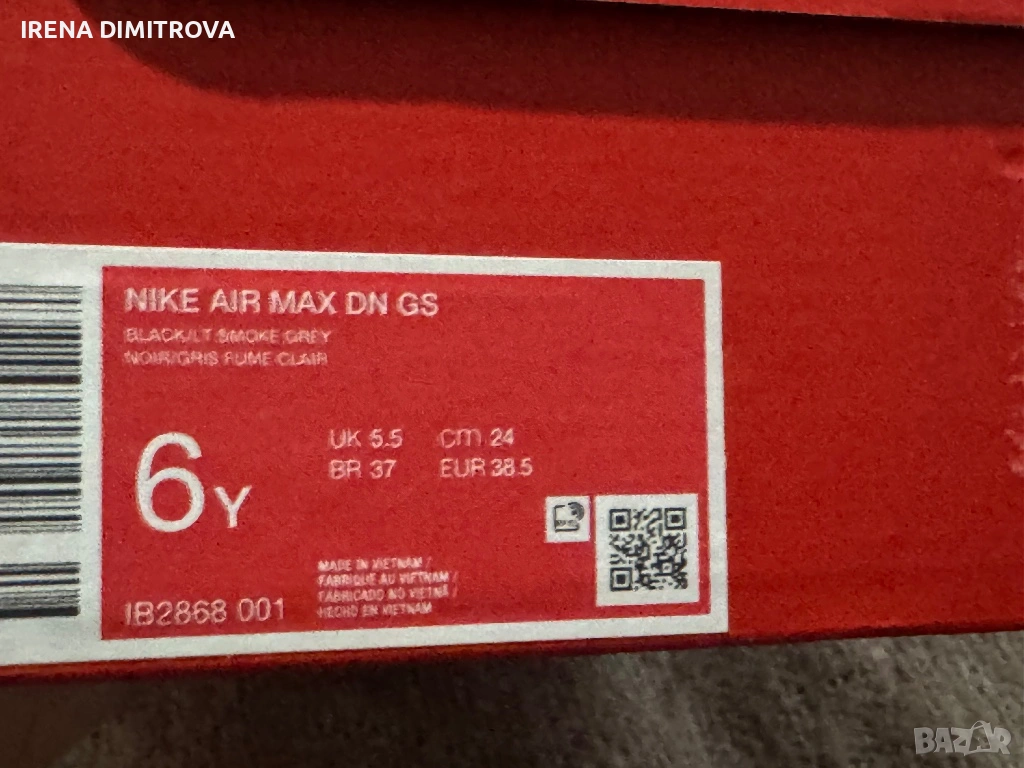 IRENA DIMITROVA
NIKE AIR MAX DN GS
BLACK/LT SMOKE GREY
NOIR/GRIS FUME CLAIR
6Y
UK 5.5 cm 24
BR 37 EUR 38.5
MADE IN VIETNAM /
FABRIQUE AU VIETNAM /
FABRICADO NO VIETNÃ /
HECHO EN VIETNAM
IB2868 001
BAZAR